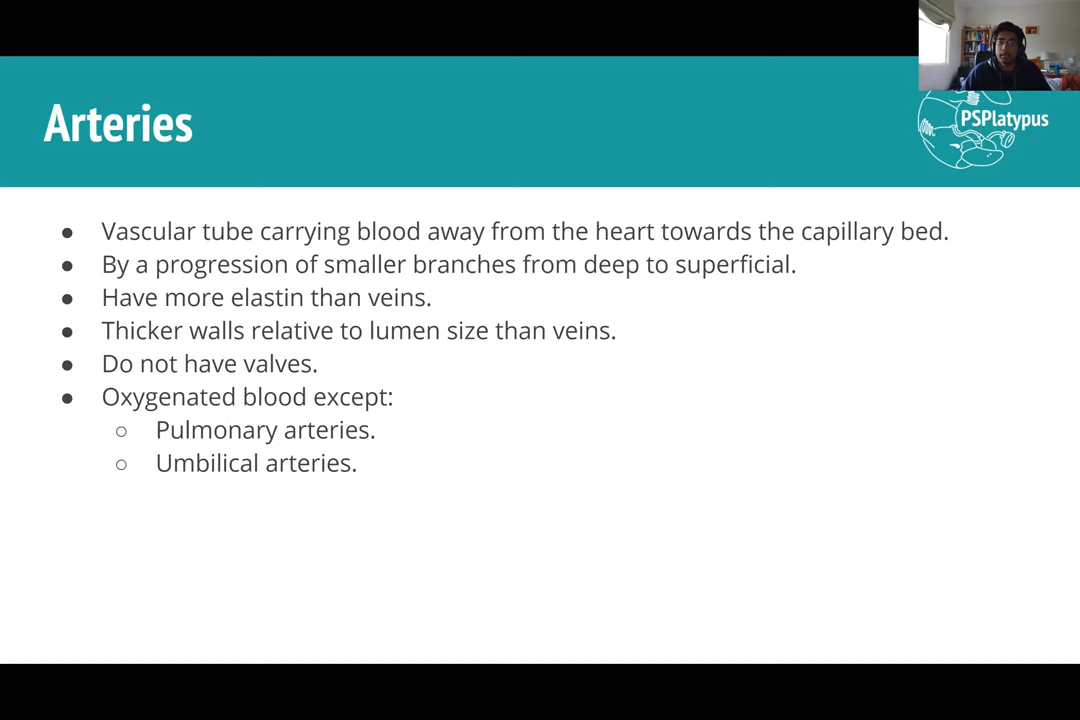 Arteries
PSPlatypus
● Vascular tube carrying blood away from the heart towards the capillary bed.
● By a progression of smaller branches from deep to superficial.
● Have more elastin than veins.
● Thicker walls relative to lumen size than veins.
● Do not have valves.
● Oxygenated blood except:
○ Pulmonary arteries.
○ Umbilical arteries.